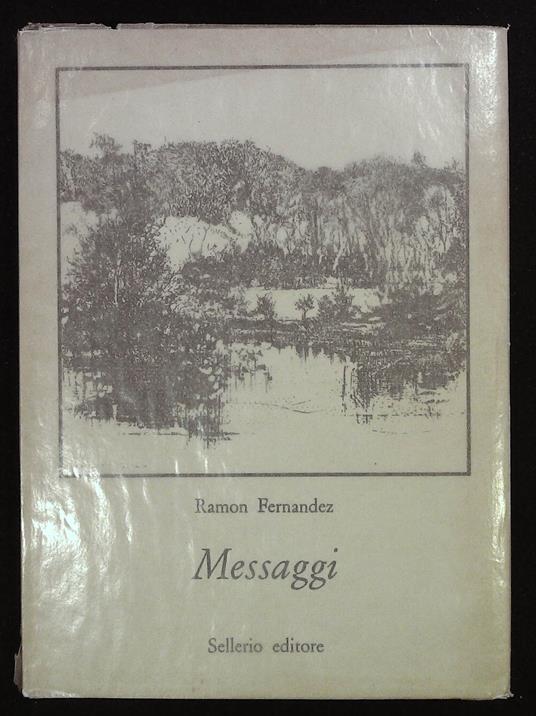 Ramon Fernandez
Messaggi
Sellerio editore